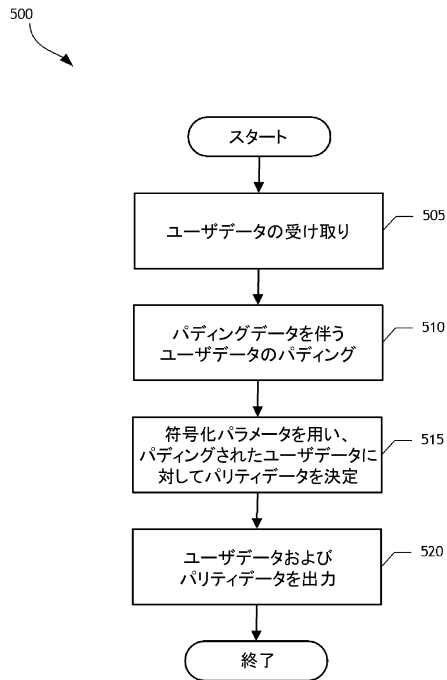 500
スタート
ユーザデータの受け取り
505
パディングデータを伴う
ユーザデータのパディング
510
符号化パラメータを用い、
パディングされたユーザデータに
対してパリティデータを決定
515
ユーザデータおよび
パリティデータを出力
520
終了